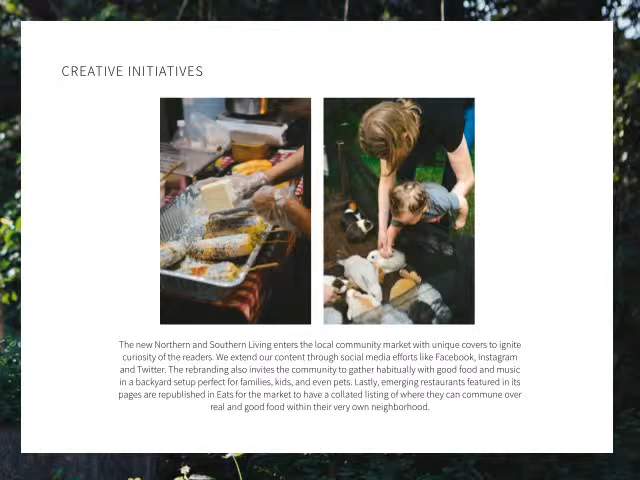 CREATIVE INITIATIVES
The new Northern and Southern Living enters the local community market with unique covers to ignite
curiosity of the readers. We extend our content through social media efforts like Facebook, Instagram
and Twitter. The rebranding also invites the community to gather habitually with good food and music
in a backyard setup perfect for families, kids, and even pets. Lastly, emerging restaurants featured in its
pages are republished in Eats for the market to have a collated listing of where they can commune over
real and good food within their very own neighborhood.